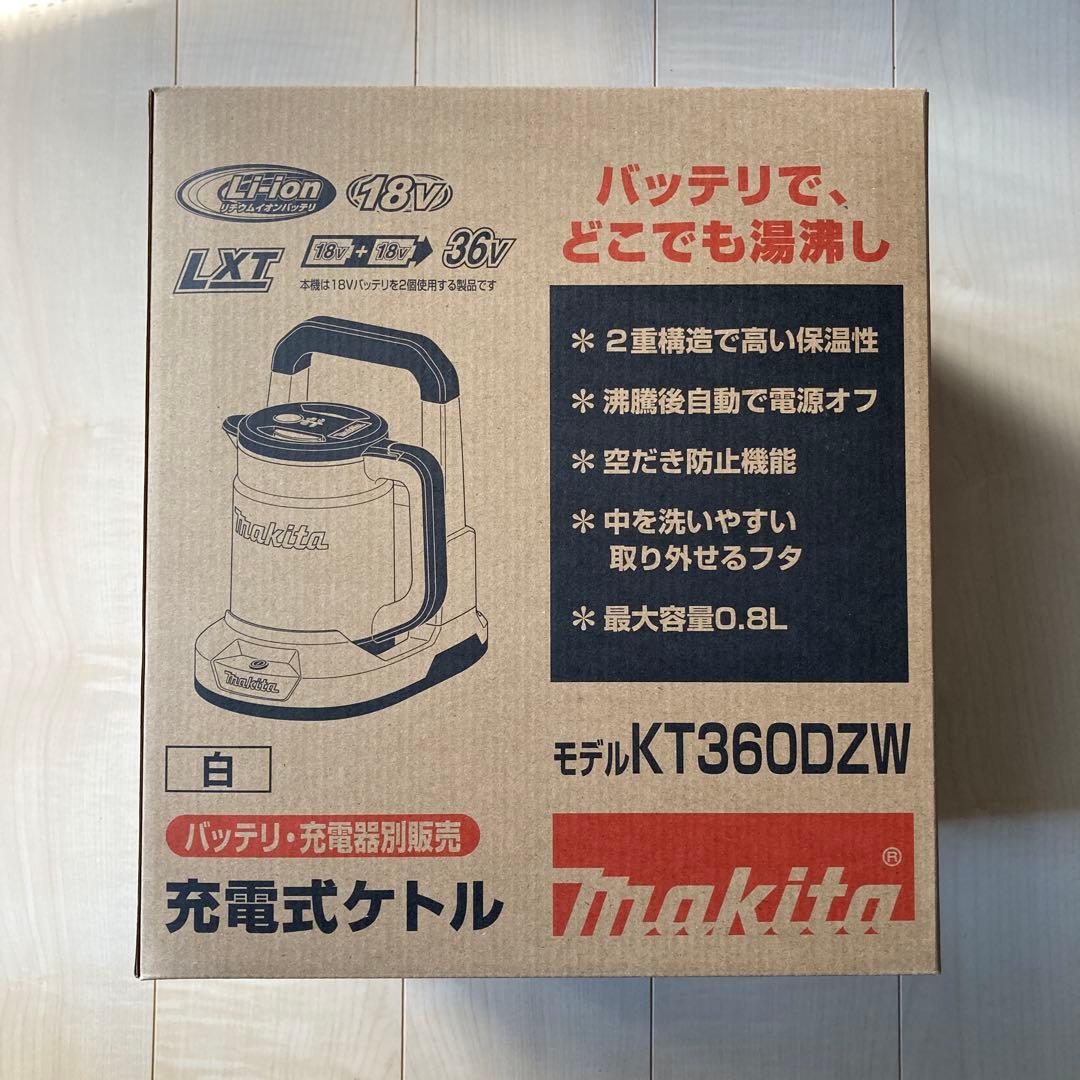 Li-ion
リチウムイオンバッテリ
18V
LXT
18V + 18V 36V
本機は18Vバッテリを2個使用する製品です
バッテリで、
どこでも湯沸し
＊2重構造で高い保温性
＊沸騰後自動で電源オフ
＊空だき防止機能
＊中を洗いやすい
取り外せるフタ
＊最大容量0.8L
makita
makita
白
モデルKT360DZW
バッテリ・充電器別販売
充電式ケトル
makita®